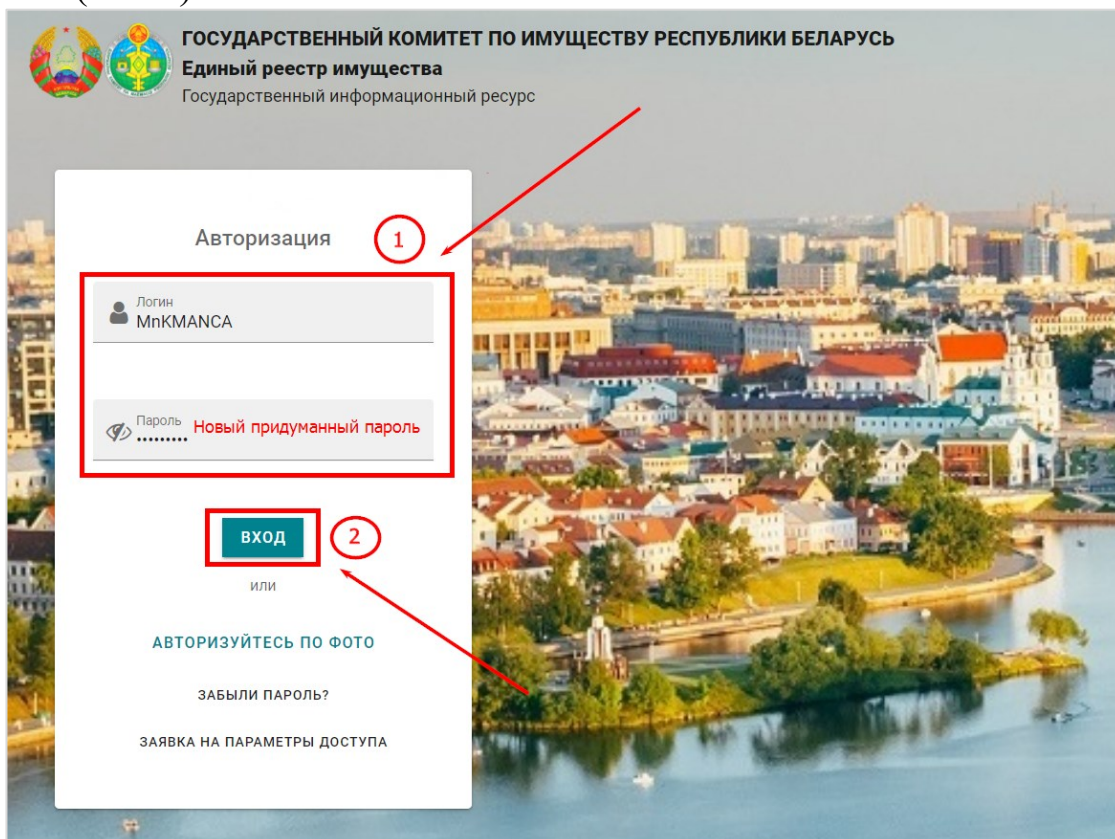 ГОСУДАРСТВЕННЫЙ КОМИТЕТ ПО ИМУЩЕСТВУ РЕСПУБЛИКИ БЕЛАРУСЬ
Единый реестр имущества
Государственный информационный ресурс
Авторизация
1
Логин
MnKMANCA
Пароль
......... Новый придуманный пароль
ВХОД
2
или
АВТОРИЗУЙТЕСЬ ПО ФОТО
ЗАБЫЛИ ПАРОЛЬ?
ЗАЯВКА НА ПАРАМЕТРЫ ДОСТУПА